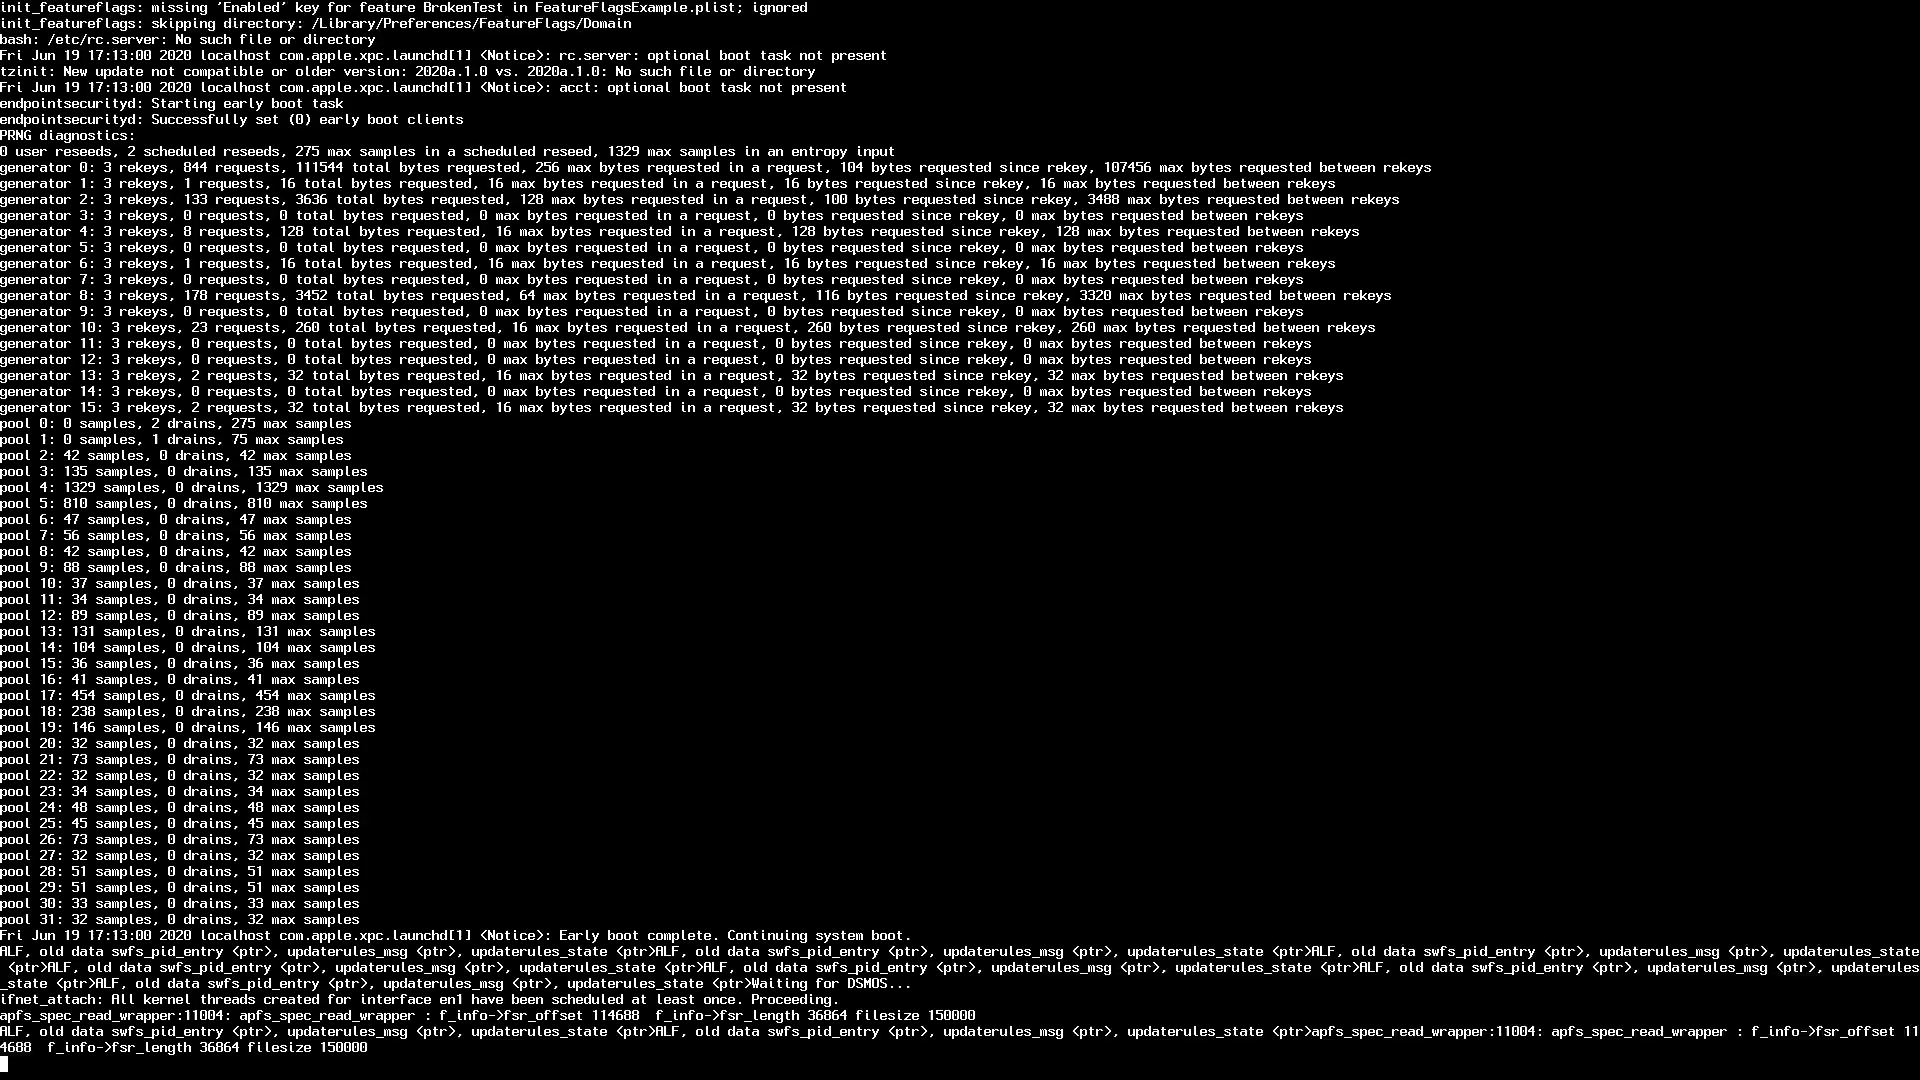 init_featureflags: missing 'Enabled' key for feature BrokenTest in FeatureFlagsExample.plist; ignored
init_featureflags: skipping directory: /Library/Preferences/FeatureFlags/Domain
bash: /etc/rc.server: No such file or directory
Fri Jun 19 17:13:00 2020 localhost com.apple.xpc.launchd[1] <Notice>: rc.server: optional boot task not present
tzinit: New update not compatible or older version: 2020a.1.0 vs. 2020a.1.0: No such file or directory
Fri Jun 19 17:13:00 2020 localhost com.apple.xpc.launchd[1] <Notice>: acct: optional boot task not present
endpointsecurityd: Starting early boot task
endpointsecurityd: Successfully set (0) early boot clients
PRNG diagnostics:
0 user reseeds, 2 scheduled reseeds, 275 max samples in a scheduled reseed, 1329 max samples in an entropy input
generator 0: 3 rekeys, 844 requests, 111544 total bytes requested, 256 max bytes requested in a request, 104 bytes requested since rekey, 107456 max bytes requested between rekeys
generator 1: 3 rekeys, 1 requests, 16 total bytes requested, 16 max bytes requested in a request, 16 bytes requested since rekey, 16 max bytes requested between rekeys
generator 2: 3 rekeys, 133 requests, 3636 total bytes requested, 128 max bytes requested in a request, 100 bytes requested since rekey, 3488 max bytes requested between rekeys
generator 3: 3 rekeys, 0 requests, 0 total bytes requested, 0 max bytes requested in a request, 0 bytes requested since rekey, 0 max bytes requested between rekeys
generator 4: 3 rekeys, 8 requests, 128 total bytes requested, 16 max bytes requested in a request, 128 bytes requested since rekey, 128 max bytes requested between rekeys
generator 5: 3 rekeys, 0 requests, 0 total bytes requested, 0 max bytes requested in a request, 0 bytes requested since rekey, 0 max bytes requested between rekeys
generator 6: 3 rekeys, 1 requests, 16 total bytes requested, 16 max bytes requested in a request, 16 bytes requested since rekey, 16 max bytes requested between rekeys
generator 7: 3 rekeys, 0 requests, 0 total bytes requested, 0 max bytes requested in a request, 0 bytes requested since rekey, 0 max bytes requested between rekeys
generator 8: 3 rekeys, 178 requests, 3452 total bytes requested, 64 max bytes requested in a request, 116 bytes requested since rekey, 3320 max bytes requested between rekeys
generator 9: 3 rekeys, 0 requests, 0 total bytes requested, 0 max bytes requested in a request, 0 bytes requested since rekey, 0 max bytes requested between rekeys
generator 10: 3 rekeys, 23 requests, 260 total bytes requested, 16 max bytes requested in a request, 260 bytes requested since rekey, 260 max bytes requested between rekeys
generator 11: 3 rekeys, 0 requests, 0 total bytes requested, 0 max bytes requested in a request, 0 bytes requested since rekey, 0 max bytes requested between rekeys
generator 12: 3 rekeys, 0 requests, 0 total bytes requested, 0 max bytes requested in a request, 0 bytes requested since rekey, 0 max bytes requested between rekeys
generator 13: 3 rekeys, 2 requests, 32 total bytes requested, 16 max bytes requested in a request, 32 bytes requested since rekey, 32 max bytes requested between rekeys
generator 14: 3 rekeys, 0 requests, 0 total bytes requested, 0 max bytes requested in a request, 0 bytes requested since rekey, 0 max bytes requested between rekeys
generator 15: 3 rekeys, 2 requests, 32 total bytes requested, 16 max bytes requested in a request, 32 bytes requested since rekey, 32 max bytes requested between rekeys
pool 0: 0 samples, 2 drains, 275 max samples
pool 1: 0 samples, 1 drains, 75 max samples
pool 2: 42 samples, 0 drains, 42 max samples
pool 3: 135 samples, 0 drains, 135 max samples
pool 4: 1329 samples, 0 drains, 1329 max samples
pool 5: 810 samples, 0 drains, 810 max samples
pool 6: 47 samples, 0 drains, 47 max samples
pool 7: 56 samples, 0 drains, 56 max samples
pool 8: 42 samples, 0 drains, 42 max samples
pool 9: 88 samples, 0 drains, 88 max samples
pool 10: 37 samples, 0 drains, 37 max samples
pool 11: 34 samples, 0 drains, 34 max samples
pool 12: 89 samples, 0 drains, 89 max samples
pool 13: 131 samples, 0 drains, 131 max samples
pool 14: 104 samples, 0 drains, 104 max samples
pool 15: 36 samples, 0 drains, 36 max samples
pool 16: 41 samples, 0 drains, 41 max samples
pool 17: 454 samples, 0 drains, 454 max samples
pool 18: 238 samples, 0 drains, 238 max samples
pool 19: 146 samples, 0 drains, 146 max samples
pool 20: 32 samples, 0 drains, 32 max samples
pool 21: 73 samples, 0 drains, 73 max samples
pool 22: 32 samples, 0 drains, 32 max samples
pool 23: 34 samples, 0 drains, 34 max samples
pool 24: 48 samples, 0 drains, 48 max samples
pool 25: 45 samples, 0 drains, 45 max samples
pool 26: 73 samples, 0 drains, 73 max samples
pool 27: 32 samples, 0 drains, 32 max samples
pool 28: 51 samples, 0 drains, 51 max samples
pool 29: 51 samples, 0 drains, 51 max samples
pool 30: 33 samples, 0 drains, 33 max samples
pool 31: 32 samples, 0 drains, 32 max samples
Fri Jun 19 17:13:00 2020 localhost com.apple.xpc.launchd[1] <Notice>: Early boot complete. Continuing system boot.
ALF, old data swfs_pid_entry <ptr>, updaterules_msg <ptr>, updaterules_state <ptr>ALF, old data swfs_pid_entry <ptr>, updaterules_msg <ptr>, updaterules_state <ptr>ALF, old data swfs_pid_entry <ptr>, updaterules_msg <ptr>, updaterules_state
 <ptr>ALF, old data swfs_pid_entry <ptr>, updaterules_msg <ptr>, updaterules_state <ptr>ALF, old data swfs_pid_entry <ptr>, updaterules_msg <ptr>, updaterules_state <ptr>ALF, old data swfs_pid_entry <ptr>, updaterules_msg <ptr>, updaterules
_state <ptr>ALF, old data swfs_pid_entry <ptr>, updaterules_msg <ptr>, updaterules_state <ptr>Waiting for DSMOS...
ifnet_attach: All kernel threads created for interface en1 have been scheduled at least once. Proceeding.
apfs_spec_read_wrapper:11004: apfs_spec_read_wrapper : f_info->fsr_offset 114688  f_info->fsr_length 36864 filesize 150000
ALF, old data swfs_pid_entry <ptr>, updaterules_msg <ptr>, updaterules_state <ptr>ALF, old data swfs_pid_entry <ptr>, updaterules_msg <ptr>, updaterules_state <ptr>apfs_spec_read_wrapper:11004: apfs_spec_read_wrapper : f_info->fsr_offset 11
4688  f_info->fsr_length 36864 filesize 150000